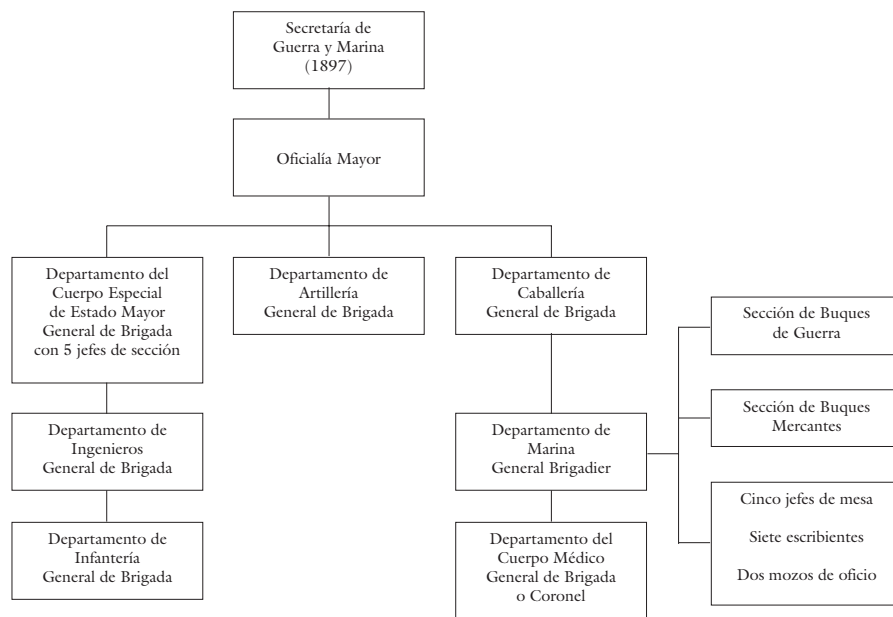 Secretaría de
Guerra y Marina
(1897)
Oficialía Mayor
Departamento del
Cuerpo Especial
de Estado Mayor
General de Brigada
con 5 jefes de sección
Departamento de
Artillería
General de Brigada
Departamento de
Caballería
General de Brigada
Sección de Buques
de Guerra
Departamento de
Ingenieros
General de Brigada
Departamento de
Marina
General Brigadier
Sección de Buques
Mercantes
Departamento de
Infantería
General de Brigada
Departamento del
Cuerpo Médico
General de Brigada
o Coronel
Cinco jefes de mesa
Siete escribientes
Dos mozos de oficio